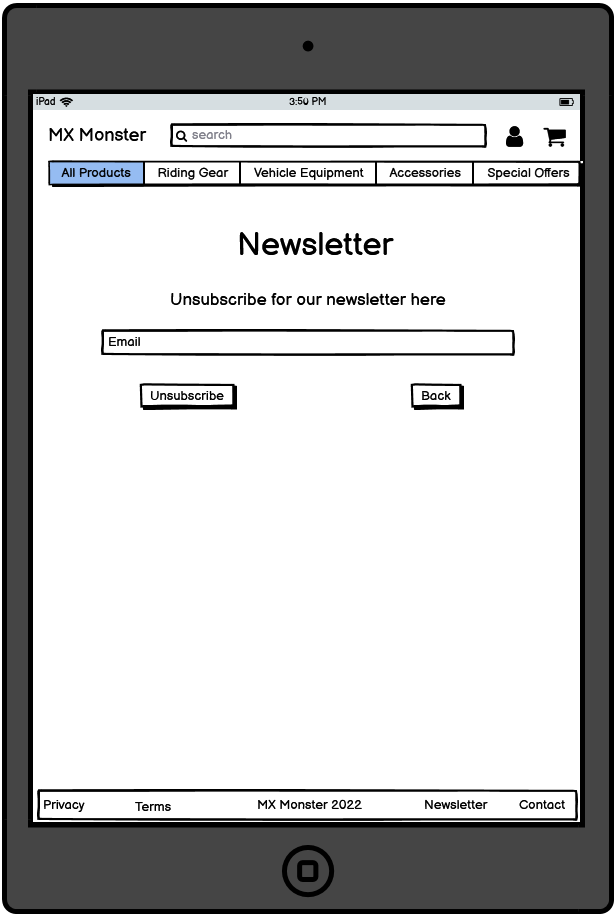 iPad 3:50 PM
MX Monster search
All Products Riding Gear Vehicle Equipment Accessories Special Offers
Newsletter
Unsubscribe for our newsletter here
Email
Unsubscribe Back
Privacy Terms MX Monster 2022 Newsletter Contact